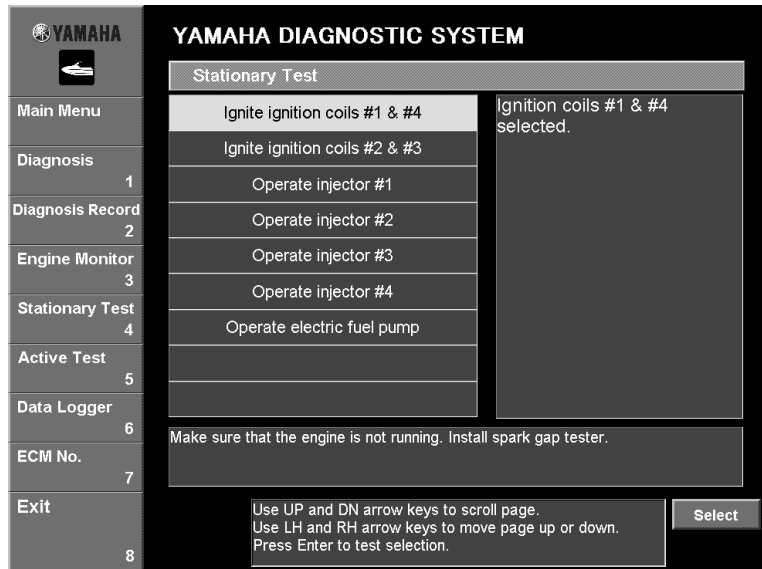 YAMAHA
YAMAHA DIAGNOSTIC SYSTEM
Stationary Test
Main Menu
Diagnosis
1
Diagnosis Record
2
Engine Monitor
3
Stationary Test
4
Active Test
5
Data Logger
6
ECM No.
7
Exit
8
Ignite ignition coils #1 & #4
Ignite ignition coils #2 & #3
Operate injector #1
Operate injector #2
Operate injector #3
Operate injector #4
Operate electric fuel pump
Ignition coils #1 & #4
selected.
Make sure that the engine is not running. Install spark gap tester.
Use UP and DN arrow keys to scroll page.
Use LH and RH arrow keys to move page up or down.
Press Enter to test selection.
Select